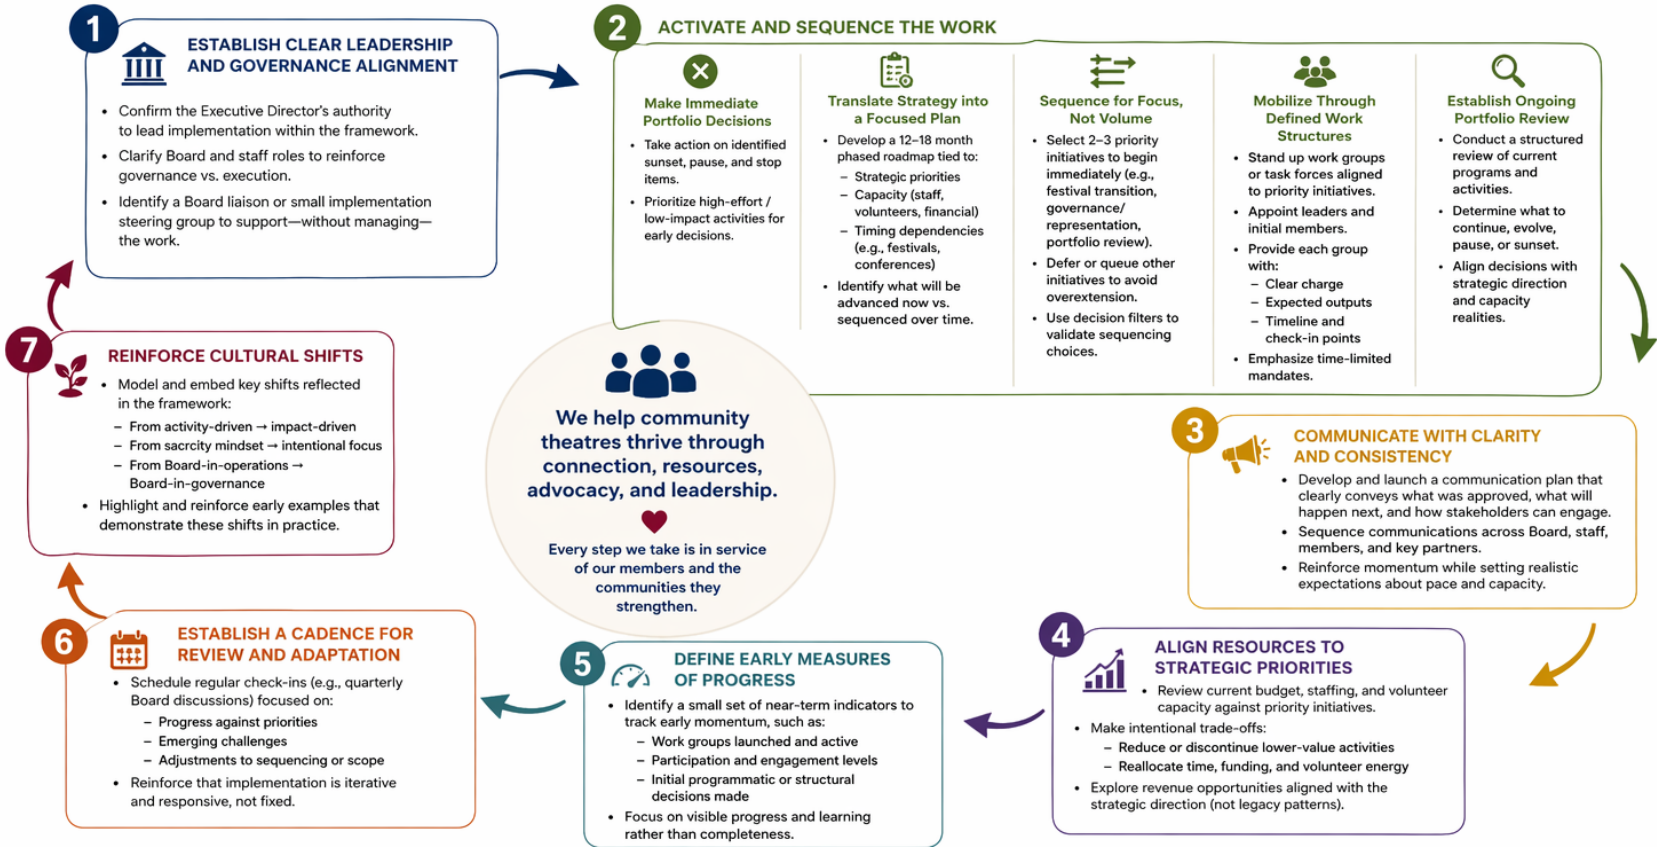 1
ESTABLISH CLEAR LEADERSHIP
AND GOVERNANCE ALIGNMENT
• Confirm the Executive Director's authority
to lead implementation within the framework.
• Clarify Board and staff roles to reinforce
governance vs. execution.
• Identify a Board liaison or small implementation
steering group to support—without managing—
the work.
2
ACTIVATE AND SEQUENCE THE WORK
Make Immediate
Portfolio Decisions
• Take action on identified
sunset, pause, and stop
items.
• Prioritize high-effort /
low-impact activities for
early decisions.
Translate Strategy into
a Focused Plan
• Develop a 12–18 month
phased roadmap tied to:
– Strategic priorities
– Capacity (staff,
volunteers, financial)
– Timing dependencies
(e.g., festivals,
conferences)
• Identify what will be
advanced now vs.
sequenced over time.
Sequence for Focus,
Not Volume
• Select 2–3 priority
initiatives to begin
immediately (e.g.,
festival transition,
governance/
representation,
portfolio review).
• Defer or queue other
initiatives to avoid
overextension.
• Use decision filters to
validate sequencing
choices.
Mobilize Through
Defined Work
Structures
• Stand up work groups
or task forces aligned
to priority initiatives.
• Appoint leaders and
initial members.
• Provide each group
with:
– Clear charge
– Expected outputs
– Timeline and
check-in points
• Emphasize time-limited
mandates.
Establish Ongoing
Portfolio Review
• Conduct a structured
review of current
programs and
activities.
• Determine what to
continue, evolve,
pause, or sunset.
• Align decisions with
strategic direction
and capacity
realities.
3
COMMUNICATE WITH CLARITY
AND CONSISTENCY
• Develop and launch a communication plan that
clearly conveys what was approved, what will
happen next, and how stakeholders can engage.
• Sequence communications across Board, staff,
members, and key partners.
• Reinforce momentum while setting realistic
expectations about pace and capacity.
4
ALIGN RESOURCES TO
STRATEGIC PRIORITIES
• Review current budget, staffing, and volunteer
capacity against priority initiatives.
• Make intentional trade-offs:
– Reduce or discontinue lower-value activities
– Reallocate time, funding, and volunteer energy
• Explore revenue opportunities aligned with the
strategic direction (not legacy patterns).
5
DEFINE EARLY MEASURES
OF PROGRESS
• Identify a small set of near-term indicators to
track early momentum, such as:
– Work groups launched and active
– Participation and engagement levels
– Initial programmatic or structural
decisions made
• Focus on visible progress and learning
rather than completeness.
6
ESTABLISH A CADENCE FOR
REVIEW AND ADAPTATION
• Schedule regular check-ins (e.g., quarterly
Board discussions) focused on:
– Progress against priorities
– Emerging challenges
– Adjustments to sequencing or scope
• Reinforce that implementation is iterative
and responsive, not fixed.
7
REINFORCE CULTURAL SHIFTS
• Model and embed key shifts reflected
in the framework:
– From activity-driven → impact-driven
– From sacrcity mindset → intentional focus
– From Board-in-operations →
Board-in-governance
• Highlight and reinforce early examples that
demonstrate these shifts in practice.
We help community
theatres thrive through
connection, resources,
advocacy, and leadership.
Every step we take is in service
of our members and the
communities they
strengthen.